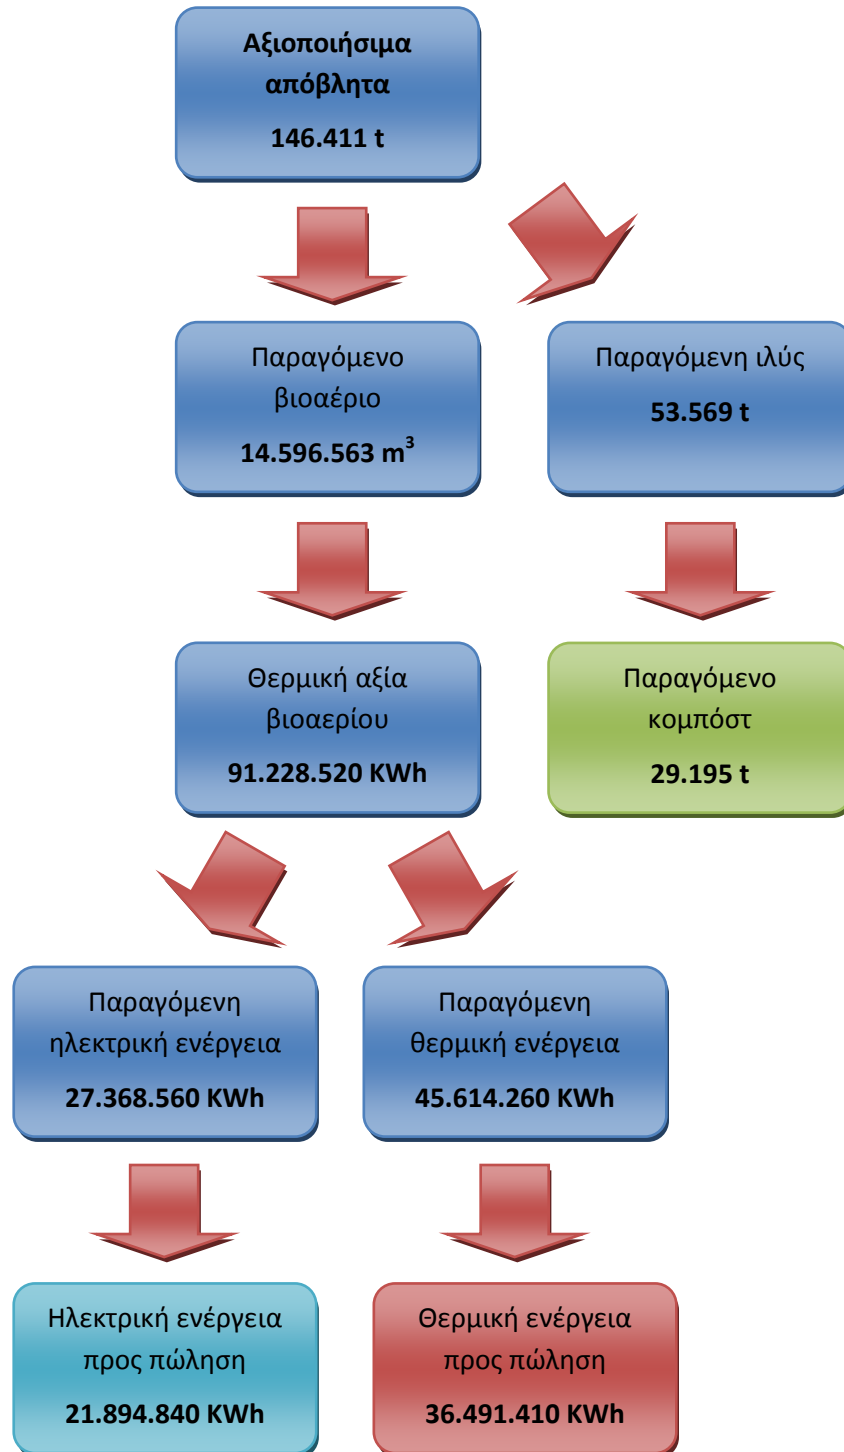 Αξιοποιήσιμα
απόβλητα
146.411 t
Παραγόμενο
βιοαέριο
14.596.563 m³
Παραγόμενη ιλύς
53.569 t
Θερμική αξία
βιοαερίου
91.228.520 KWh
Παραγόμενο
κομπόστ
29.195 t
Παραγόμενη
ηλεκτρική ενέργεια
27.368.560 KWh
Παραγόμενη
θερμική ενέργεια
45.614.260 KWh
Ηλεκτρική ενέργεια
προς πώληση
21.894.840 KWh
Θερμική ενέργεια
προς πώληση
36.491.410 KWh